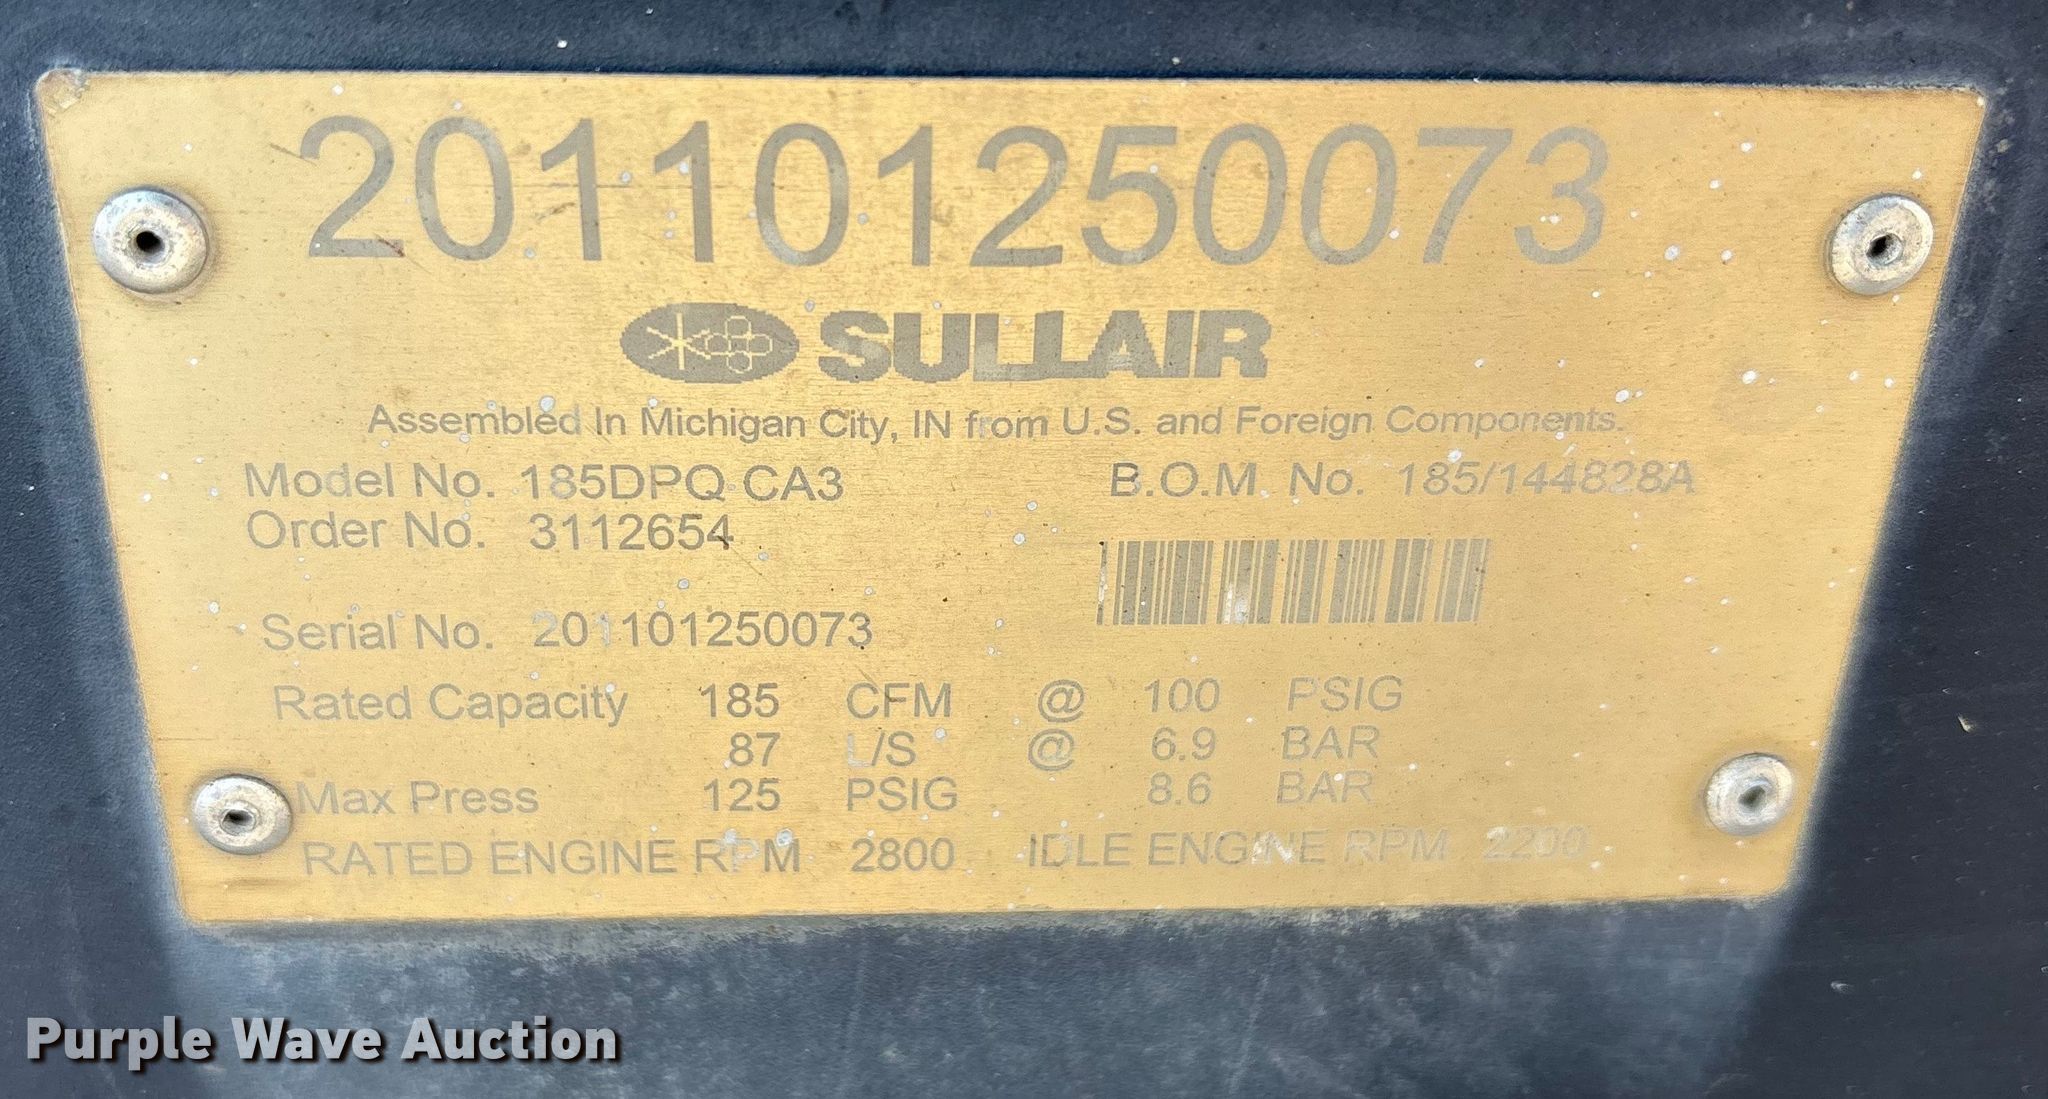 201101250073
SULLAIR
Assembled In Michigan City, IN from U.S. and Foreign Components.
Model No. 185DPQ CA3 B.O.M. No. 185/144828A
Order No. 3112654
Serial No. 201101250073
Rated Capacity 185 CFM @ 100 PSIG
87 L/S @ 6.9 BAR
Max Press 125 PSIG 8.6 BAR
RATED ENGINE RPM 2800 IDLE ENGINE RPM 2200
Purple Wave Auction